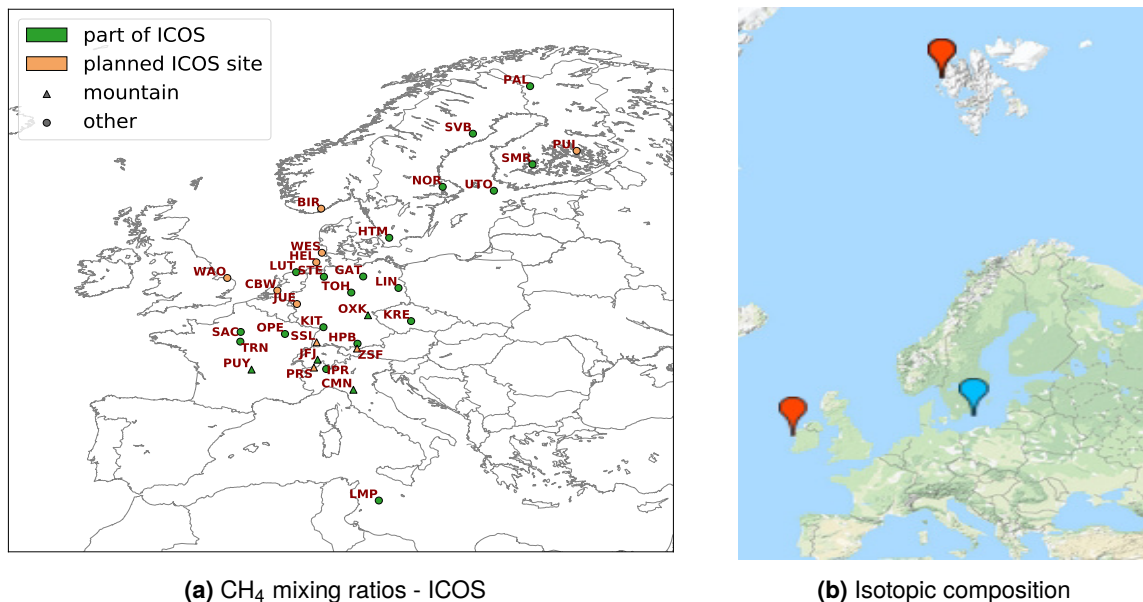 part of ICOS
planned ICOS site
mountain
other
PAL
SVB
PUI
SMR
NOR
UTO
BIR
HTM
WES
HEL
LUT
STE
GAT
WAO
CBW
TOH
LIN
JUE
OXK
KRE
SAC
OPE
KIT
TRN
SSL
HPB
JFJ
ZSF
PUY
PRS
IPR
CMN
LMP
(a) CH₄ mixing ratios - ICOS
(b) Isotopic composition